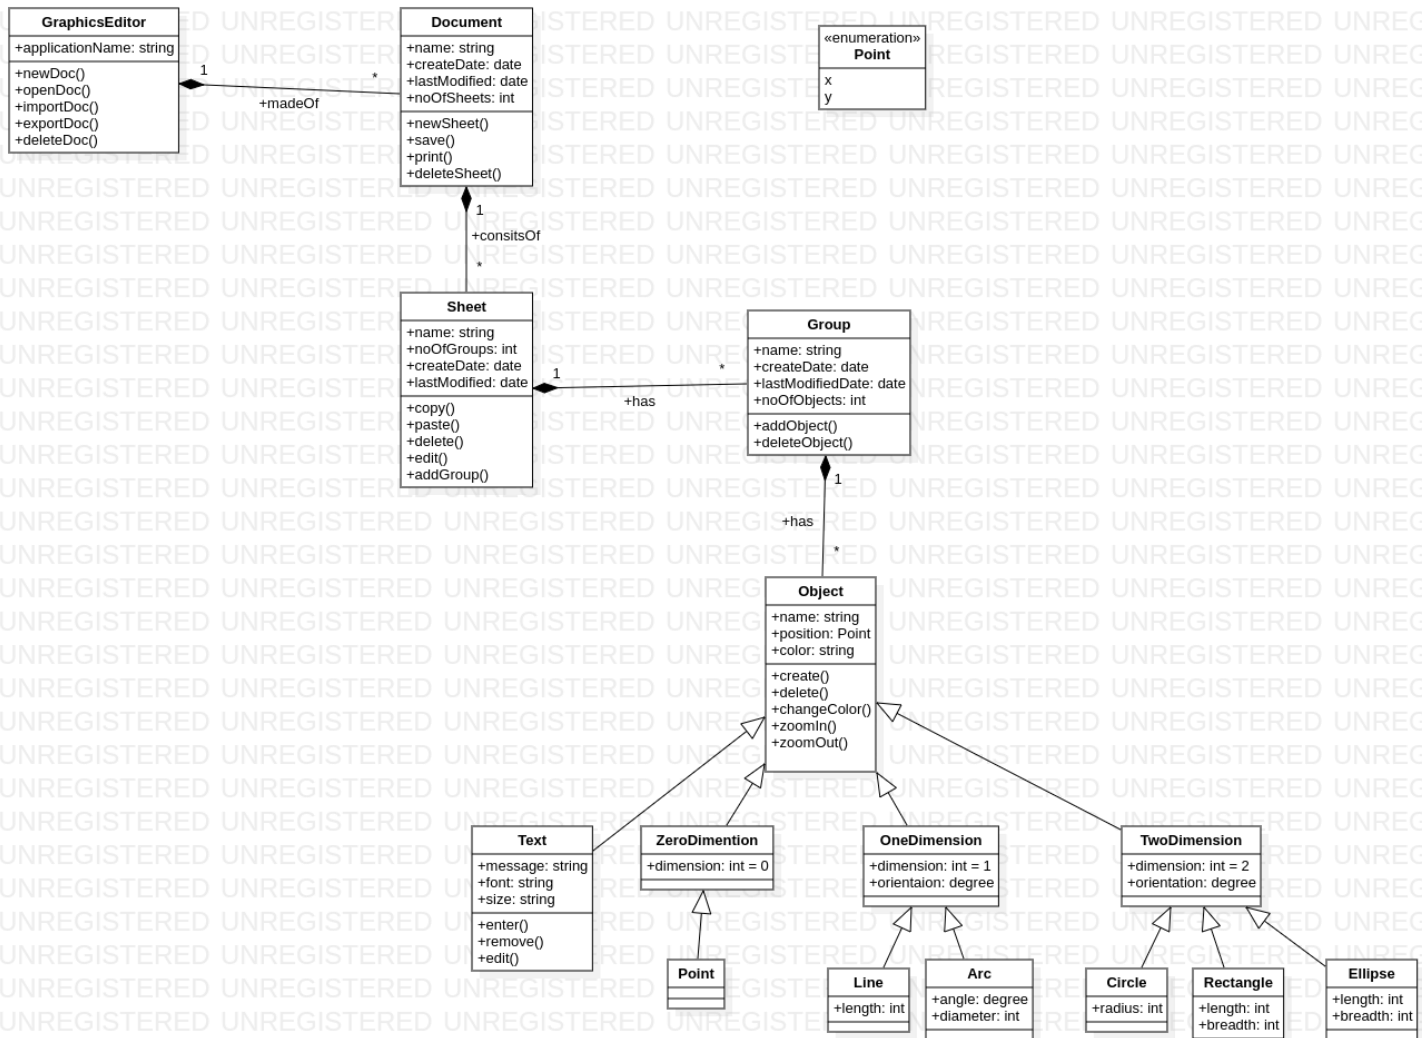 GraphicsEditor
+applicationName: string
+newDoc()
+openDoc()
+importDoc()
+exportDoc()
+deleteDoc()
1
*
+madeOf
Document
+name: string
+createDate: date
+lastModified: date
+noOfSheets: int
+newSheet()
+save()
+print()
+deleteSheet()
«enumeration»
Point
x
y
1
+consitsOf
*
Sheet
+name: string
+noOfGroups: int
+createDate: date
+lastModified: date
+copy()
+paste()
+delete()
+edit()
+addGroup()
1
*
+has
Group
+name: string
+createDate: date
+lastModifiedDate: date
+noOfObjects: int
+addObject()
+deleteObject()
1
+has
*
Object
+name: string
+position: Point
+color: string
+create()
+delete()
+changeColor()
+zoomIn()
+zoomOut()
Text
+message: string
+font: string
+size: string
+enter()
+remove()
+edit()
ZeroDimention
+dimension: int = 0
OneDimension
+dimension: int = 1
+orientaion: degree
TwoDimension
+dimension: int = 2
+orientation: degree
Point
Line
+length: int
Arc
+angle: degree
+diameter: int
Circle
+radius: int
Rectangle
+length: int
+breadth: int
Ellipse
+length: int
+breadth: int
UNREGISTERED